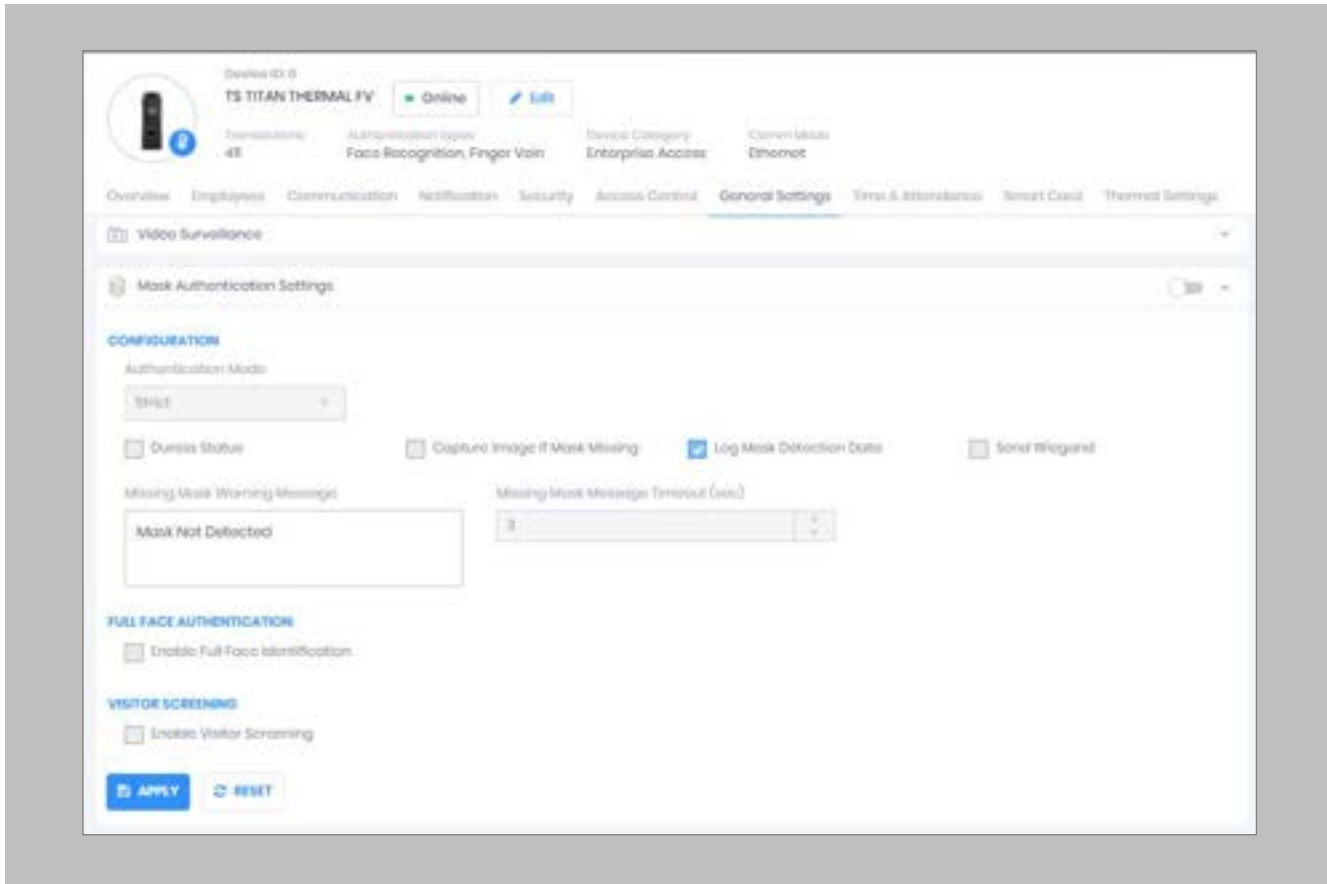 Device ID: 0
TS TITAN THERMAL FV Online Edit
Transactions Authentication Types Device Category Comm Mode
48 Face Recognition, Finger Vein Enterprise Access Ethernet
Overview Employees Communication Notification Security Access Control General Settings Time & Attendance Smart Card Thermal Settings
Video Surveillance
Mask Authentication Settings
CONFIGURATION
Authentication Mode
Strict
Duress Status Capture Image If Mask Missing Log Mask Detection Data Send Wiegand
Missing Mask Warning Message Missing Mask Message Timeout (sec)
Mask Not Detected 3
FULL FACE AUTHENTICATION
Enable Full Face Identification
VISITOR SCREENING
Enable Visitor Screening
APPLY RESET